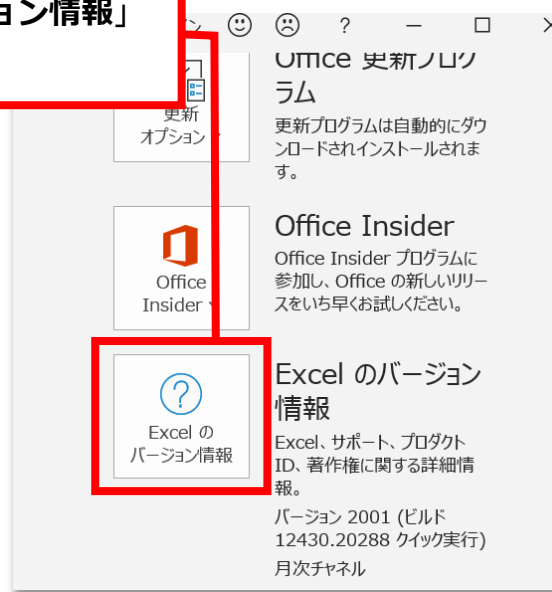 ョン情報」
?
Office 更新プログ
ラム
更新プログラムは自動的にダウ
ンロードされインストールされま
す。
更新
オプション
Office Insider
Office Insider プログラムに
参加し、Office の新しいリリー
スをいち早くお試しください。
Office
Insider
Excel のバージョン
情報
Excel、サポート、プロダクト
ID、著作権に関する詳細情
報。
バージョン 2001 (ビルド
12430.20288 クイック実行)
月次チャネル
?
Excel の
バージョン情報